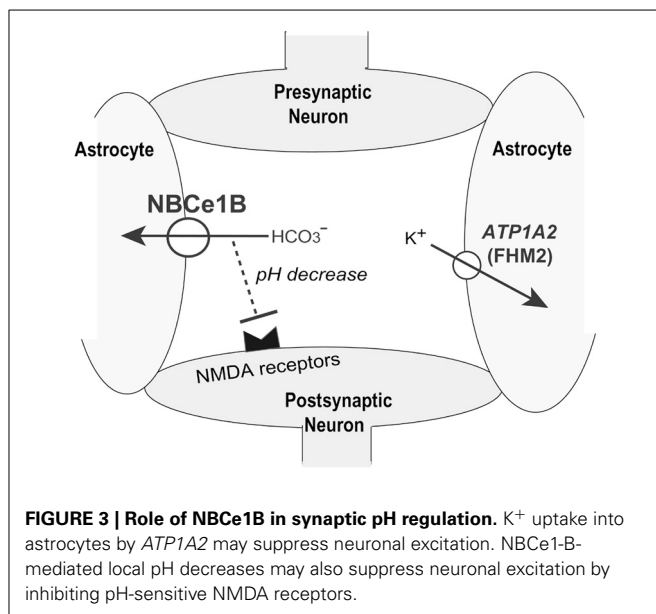 Presynaptic
Neuron
Astrocyte
Astrocyte
NBCe1B
HCO₃⁻
K⁺
ATP1A2
(FHM2)
pH decrease
NMDA receptors
Postsynaptic
Neuron
FIGURE 3 | Role of NBCe1B in synaptic pH regulation. K⁺ uptake into
astrocytes by ATP1A2 may suppress neuronal excitation. NBCe1-B-
mediated local pH decreases may also suppress neuronal excitation by
inhibiting pH-sensitive NMDA receptors.